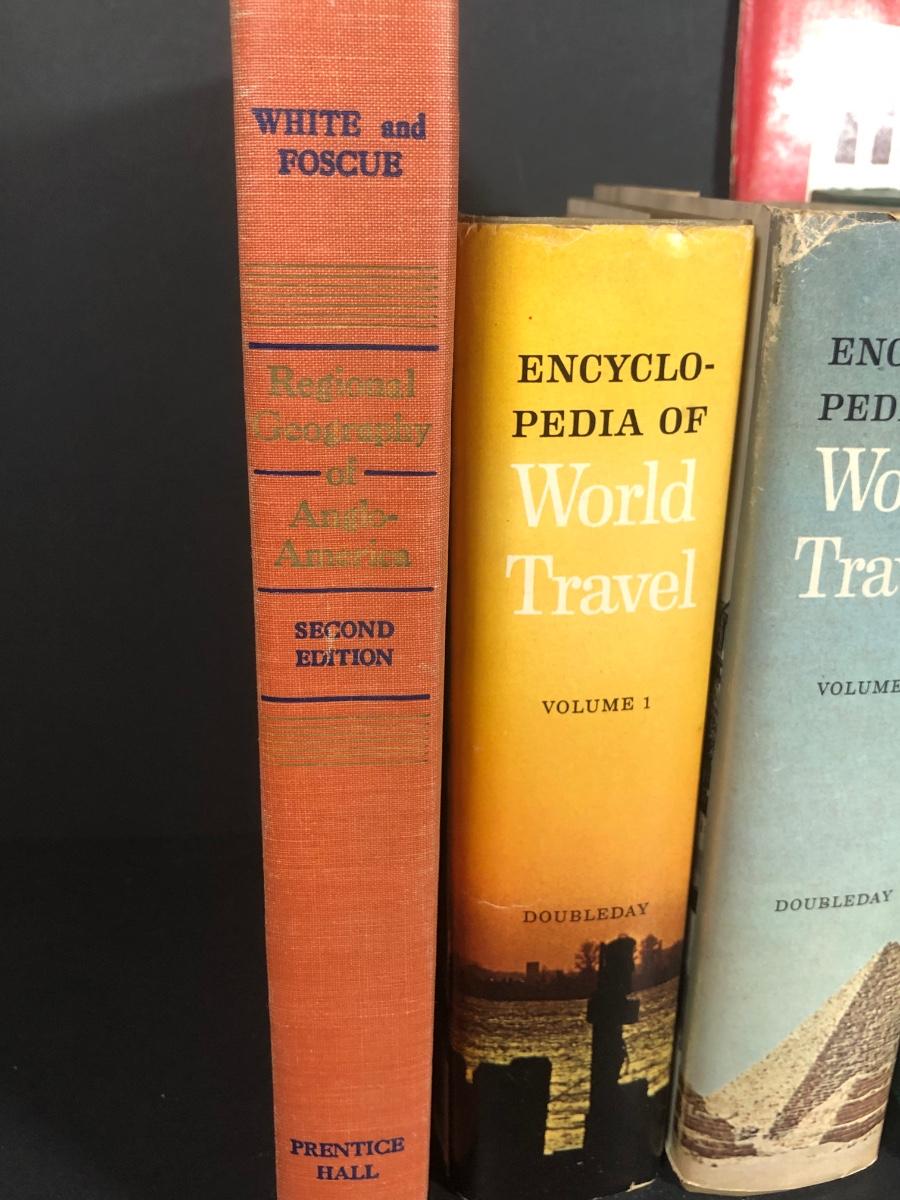 WHITE and
FOSCUE
Regional
Geography
of
Anglo-
America
SECOND
EDITION
PRENTICE
HALL
ENCYCLO-
PEDIA OF
World
Travel
VOLUME 1
DOUBLEDAY
VOLUME
DOUBLEDAY